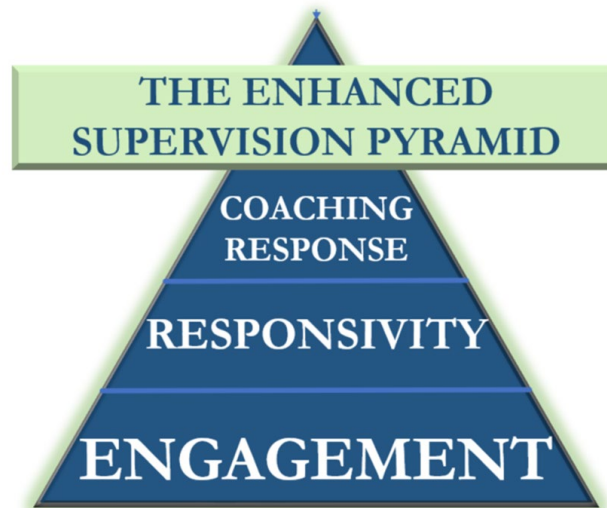 THE ENHANCED
SUPERVISION PYRAMID
COACHING
RESPONSE
RESPONSIVITY
ENGAGEMENT